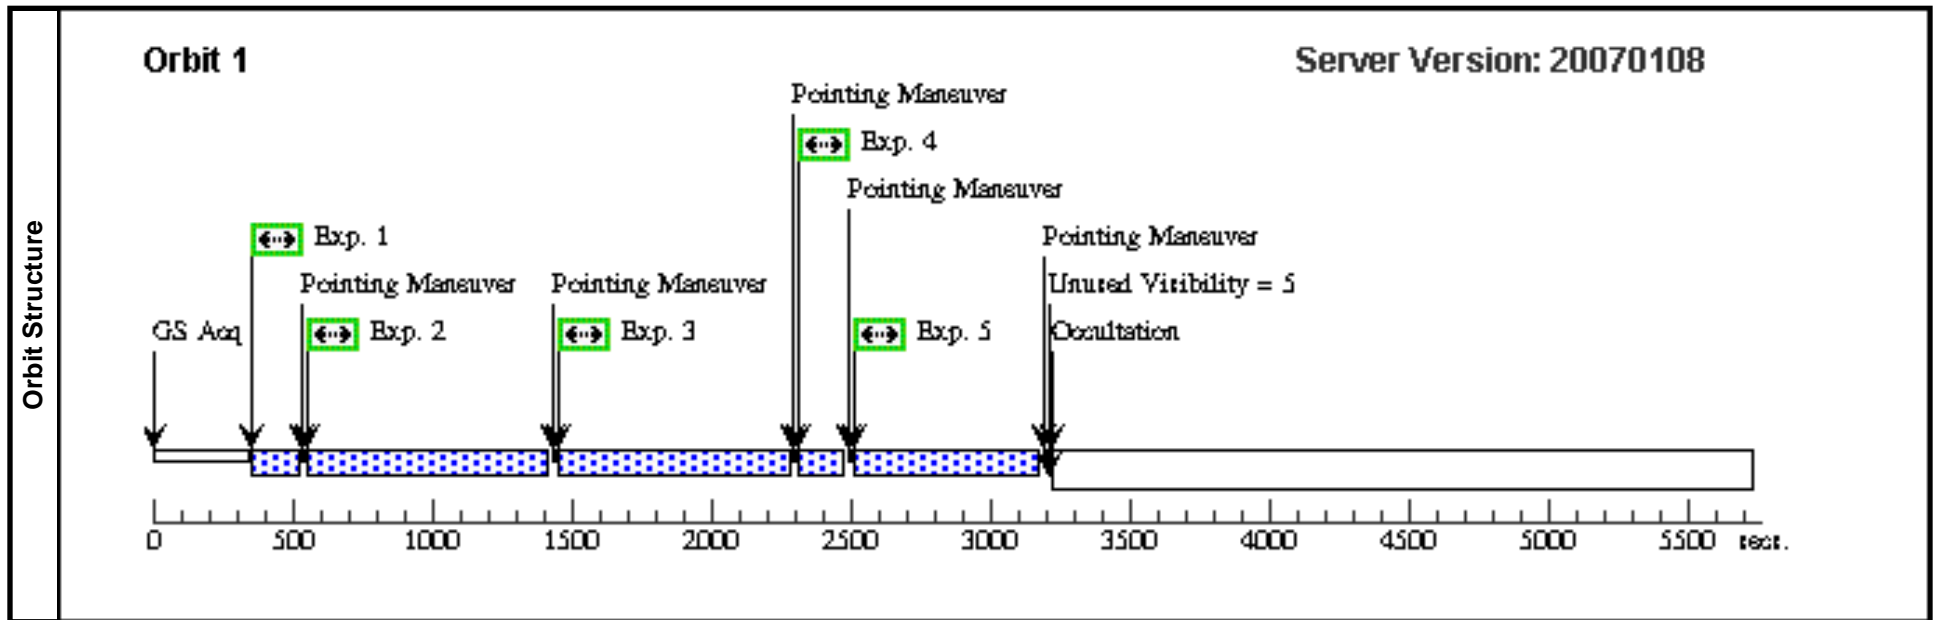 Orbit Structure
Orbit 1
Server Version: 20070108
Pointing Maneuver
Exp. 4
Pointing Maneuver
Exp. 1
Pointing Maneuver
Pointing Maneuver
Pointing Maneuver
Unused Visibility = 5
GS Acq
Exp. 2
Exp. 3
Exp. 5
Occultation
0 500 1000 1500 2000 2500 3000 3500 4000 4500 5000 5500 secs.